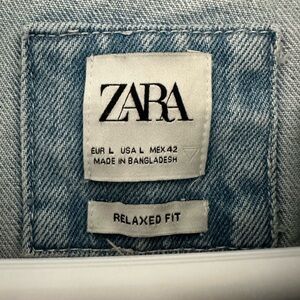 ZARA
EUR L USA L MEX 42
MADE IN BANGLADESH
RELAXED FIT